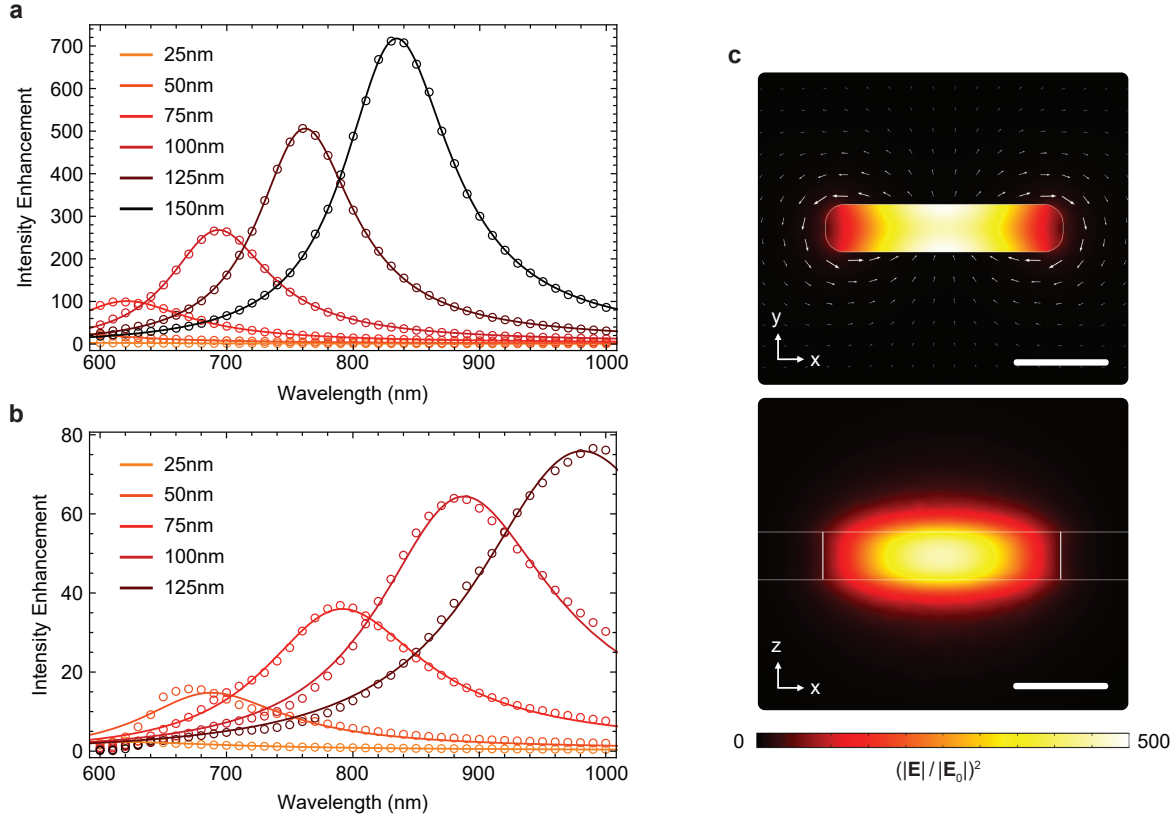 a
700
600
500
400
300
200
100
0
Intensity Enhancement
25nm
50nm
75nm
100nm
125nm
150nm
600
700
800
900
1000
Wavelength (nm)
b
80
60
40
20
0
Intensity Enhancement
25nm
50nm
75nm
100nm
125nm
600
700
800
900
1000
Wavelength (nm)
c
y
x
z
x
0
500
(|E| / |E₀|)²